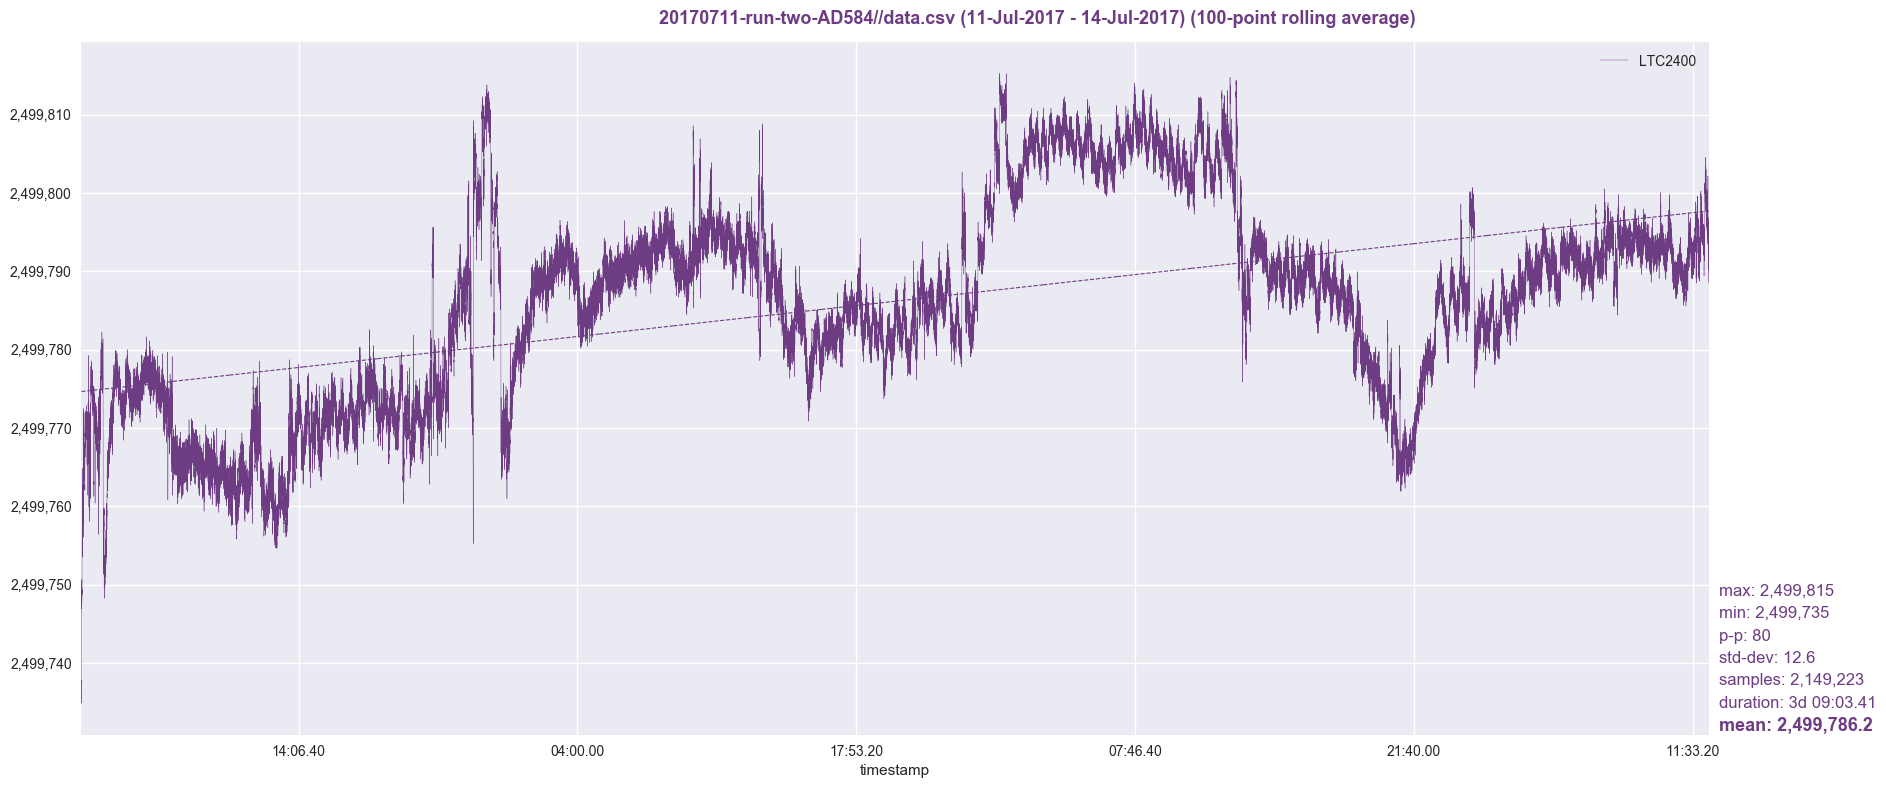 20170711-run-two-AD584//data.csv (11-Jul-2017 - 14-Jul-2017) (100-point rolling average)
LTC2400
2,499,810
2,499,800
2,499,790
2,499,780
2,499,770
2,499,760
2,499,750
2,499,740
max: 2,499,815
min: 2,499,735
p-p: 80
std-dev: 12.6
samples: 2,149,223
duration: 3d 09:03.41
mean: 2,499,786.2
14:06.40 04:00.00 17:53.20 07:46.40 21:40.00 11:33.20
timestamp